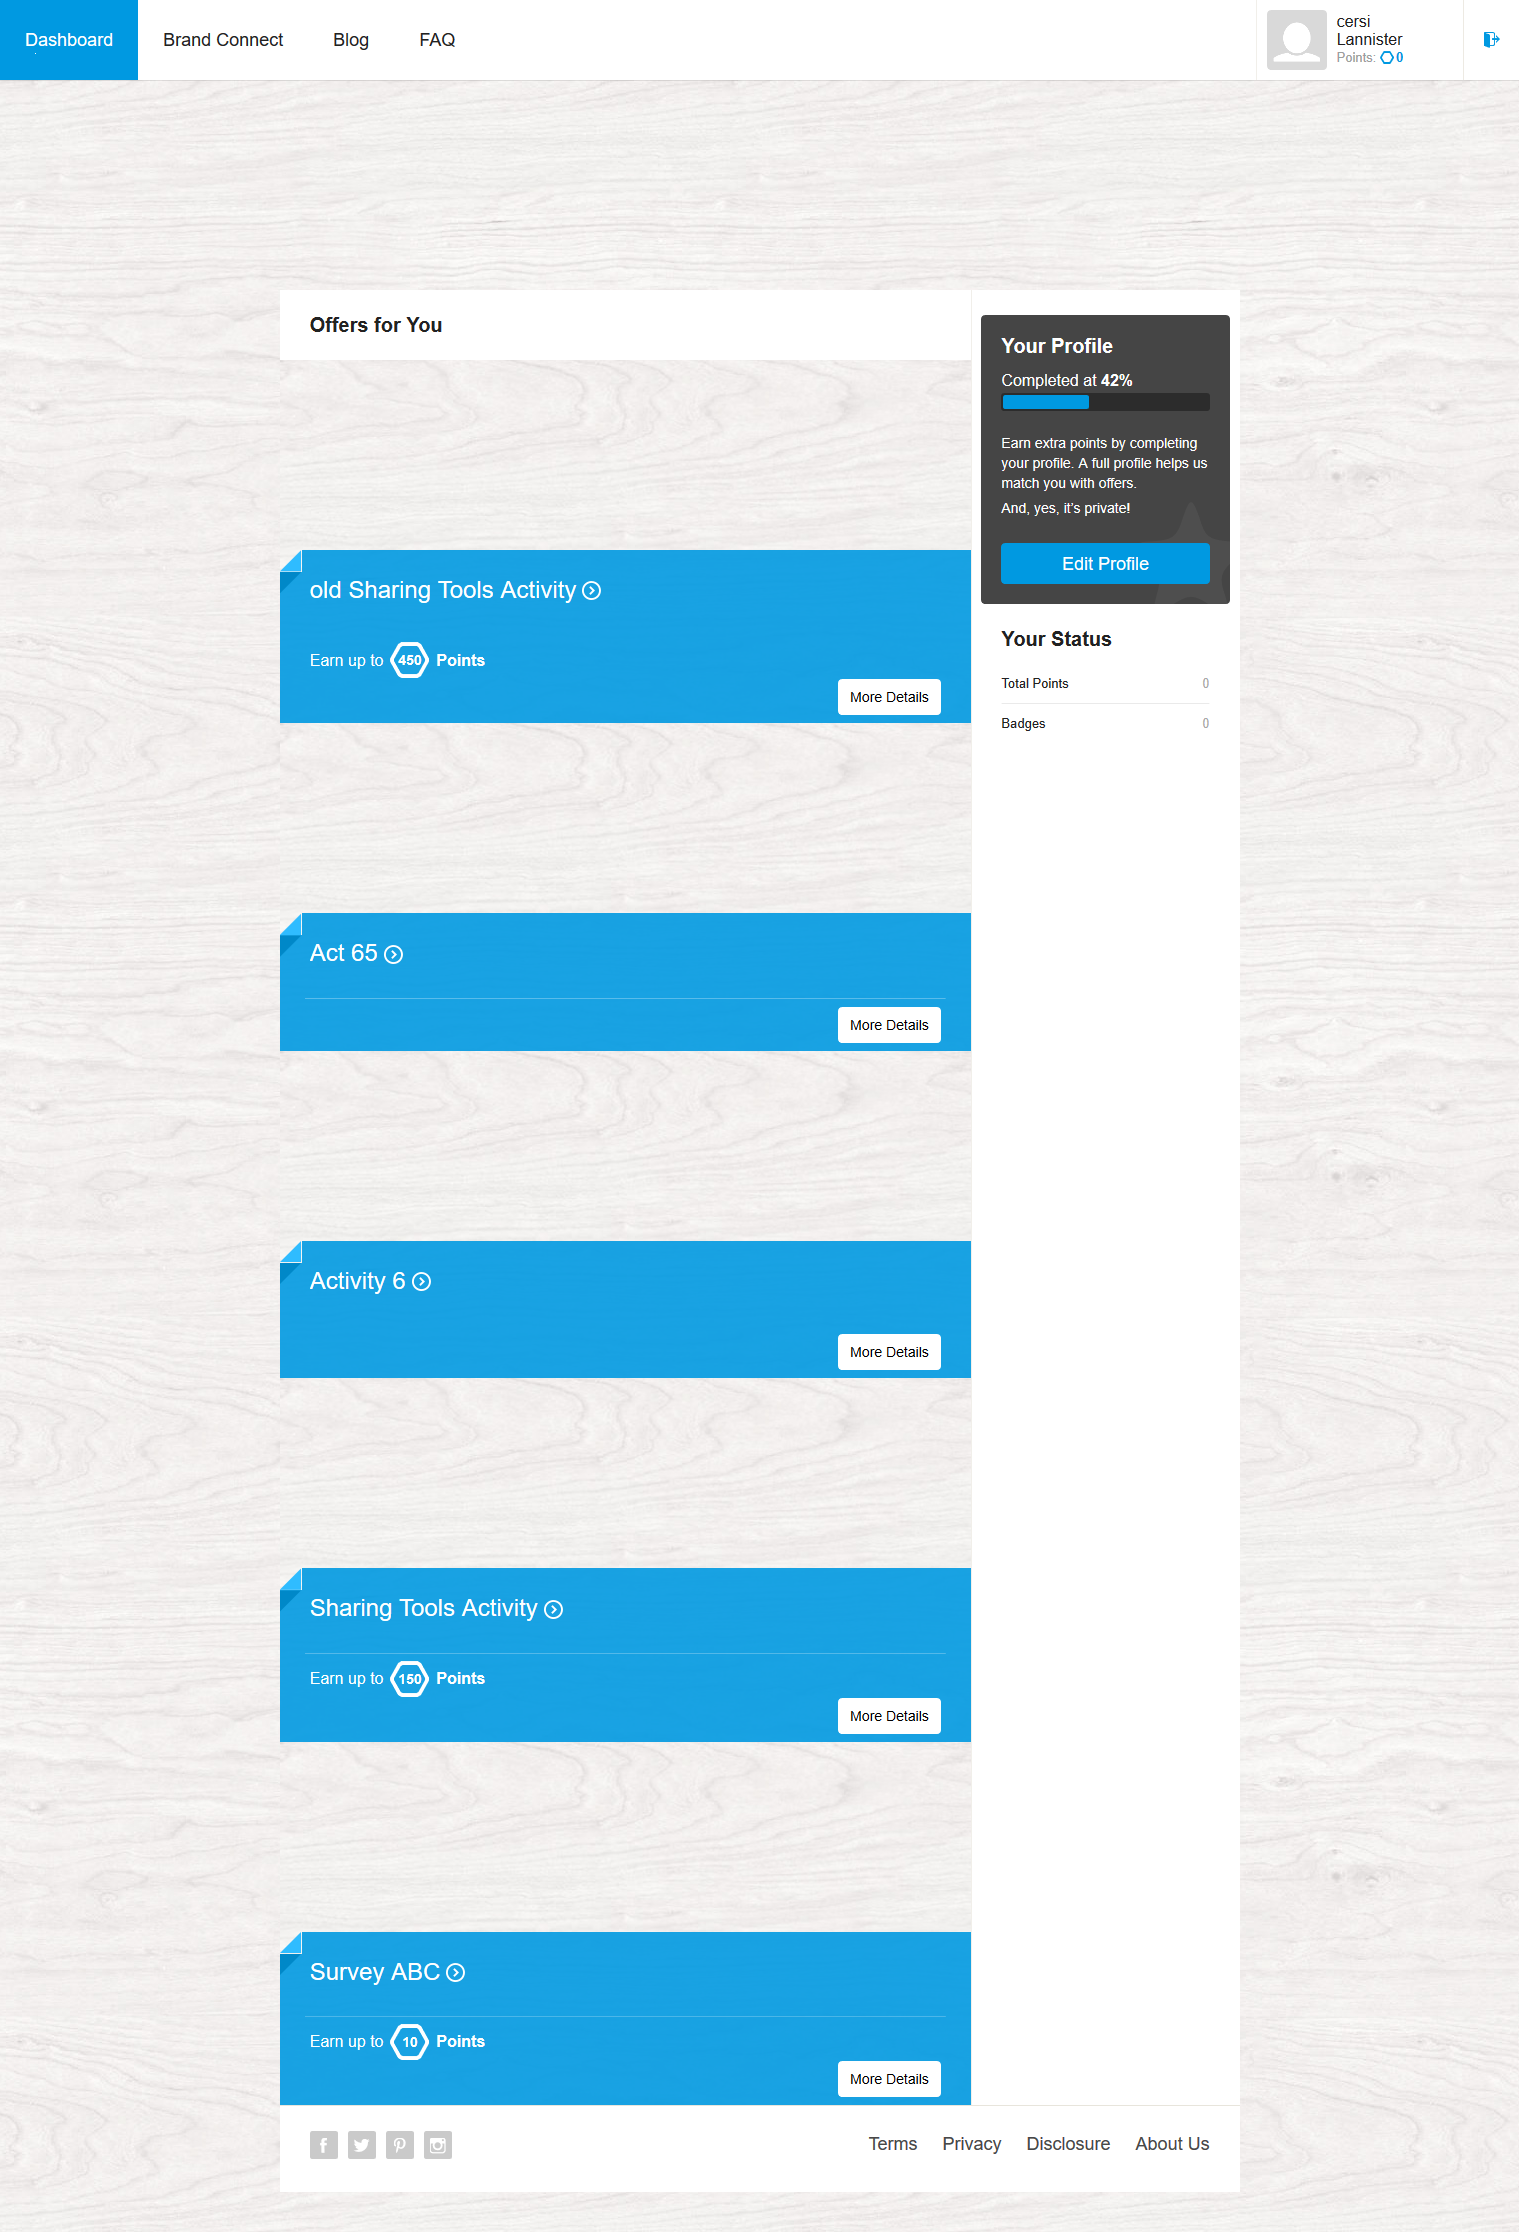 Dashboard
Brand Connect
Blog
FAQ
cersi
Lannister
Points: 0
Offers for You
Your Profile
Completed at 42%
Earn extra points by completing
your profile. A full profile helps us
match you with offers.
And, yes, it's private!
Edit Profile
Your Status
Total Points 0
Badges 0
old Sharing Tools Activity
Earn up to 450 Points
More Details
Act 65
More Details
Activity 6
More Details
Sharing Tools Activity
Earn up to 150 Points
More Details
Survey ABC
Earn up to 10 Points
More Details
Terms
Privacy
Disclosure
About Us